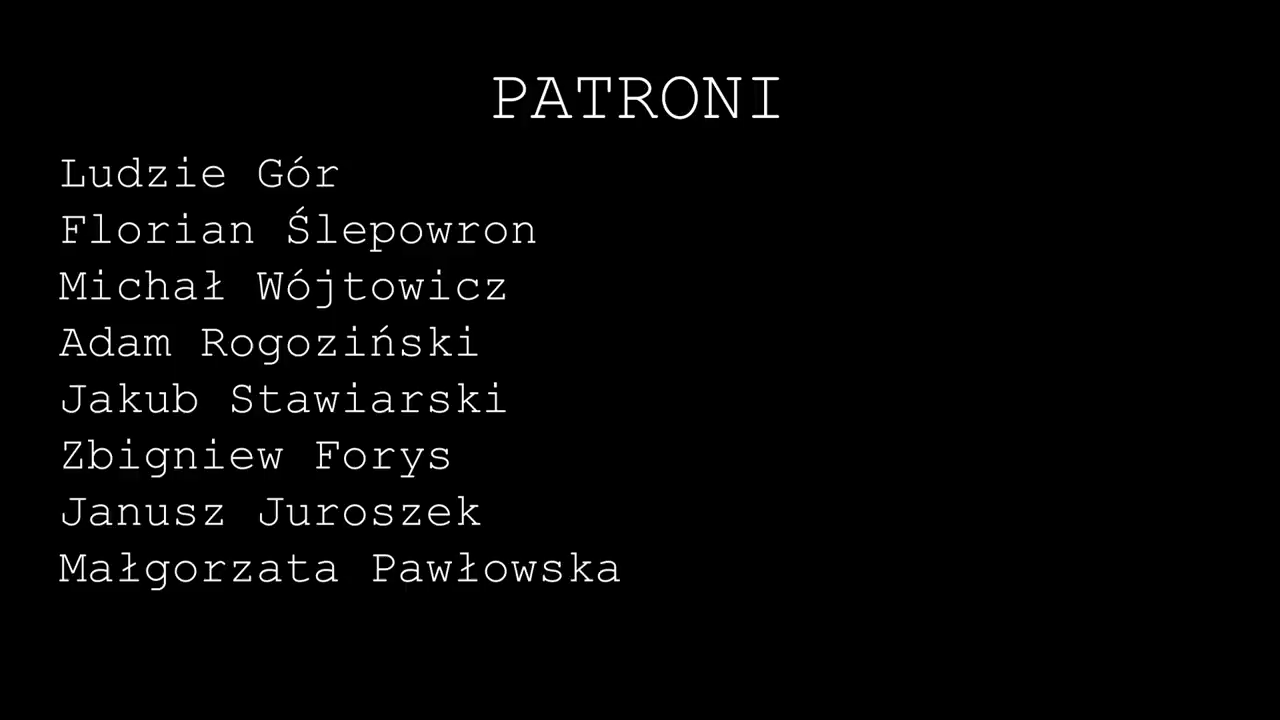 PATRONI
Ludzie Gór
Florian Ślepowron
Michał Wójtowicz
Adam Rogoziński
Jakub Stawiarski
Zbigniew Forys
Janusz Juroszek
Małgorzata Pawłowska